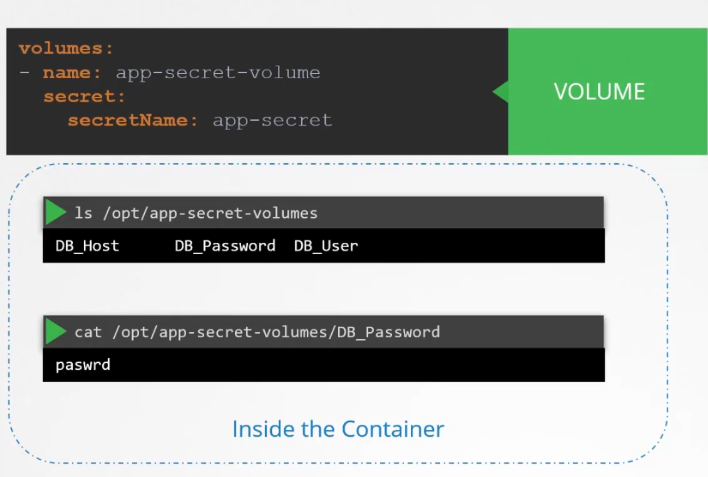 volumes:
- name: app-secret-volume
secret:
secretName: app-secret
VOLUME
ls /opt/app-secret-volumes
DB_Host DB_Password DB_User
cat /opt/app-secret-volumes/DB_Password
paswrd
Inside the Container